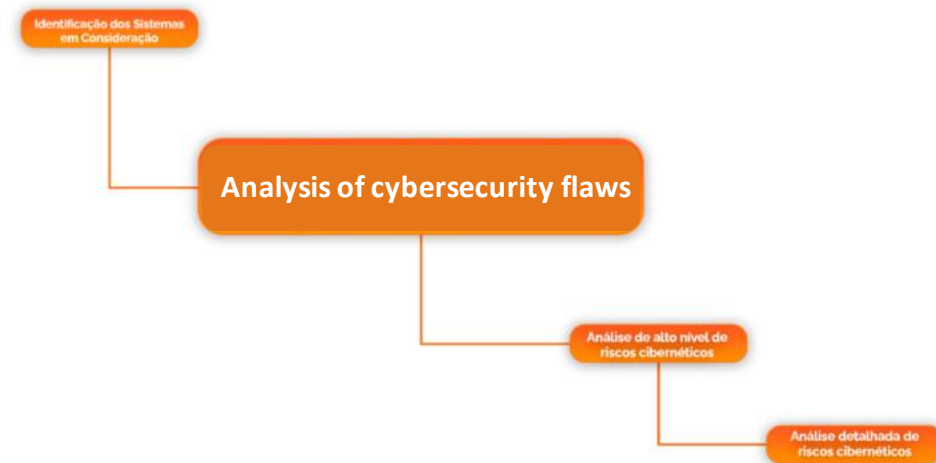 Identificação dos Sistemas
em Consideração
Analysis of cybersecurity flaws
Análise de alto nível de
riscos cibernéticos
Análise detalhada de
riscos cibernéticos